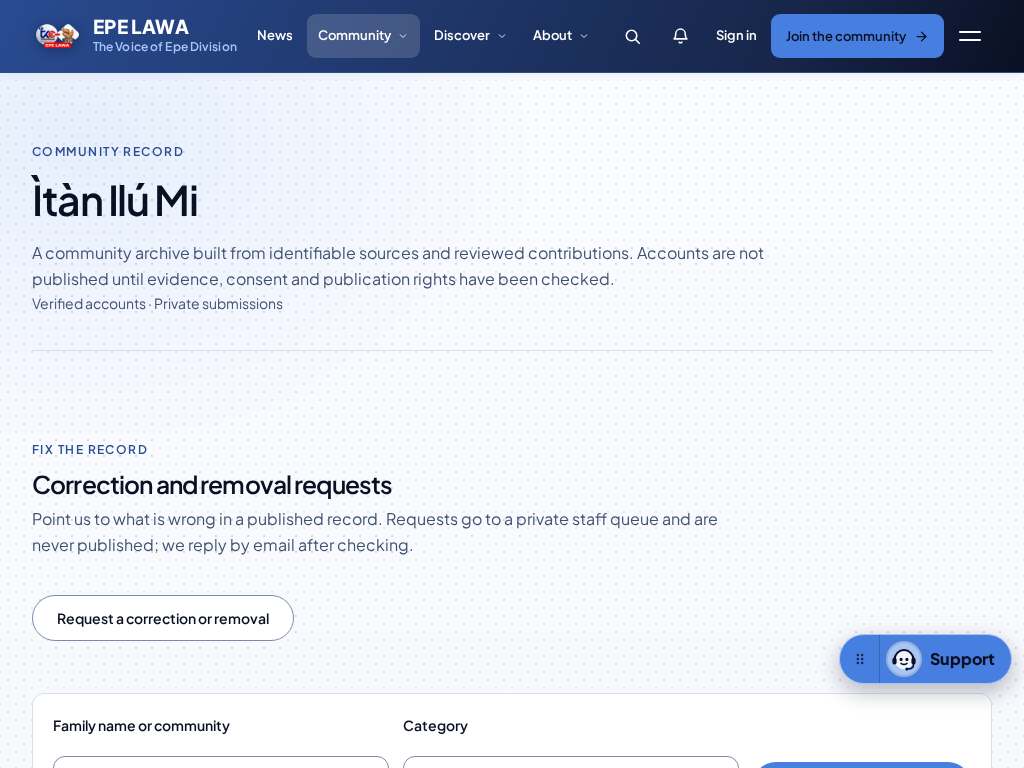 EPE LAWA
The Voice of Epe Division
News
Community
Discover
About
Sign in
Join the community
COMMUNITY RECORD
Ìtàn Ilú Mi
A community archive built from identifiable sources and reviewed contributions. Accounts are not
published until evidence, consent and publication rights have been checked.
Verified accounts · Private submissions
FIX THE RECORD
Correction and removal requests
Point us to what is wrong in a published record. Requests go to a private staff queue and are
never published; we reply by email after checking.
Request a correction or removal
Support
Family name or community
Category